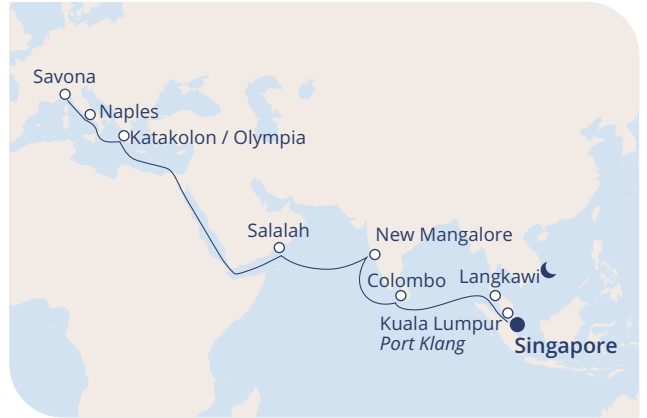 Savona
Naples
Katakolon / Olympia
Salalah
New Mangalore
Colombo
Langkawi
Kuala Lumpur
Port Klang
Singapore